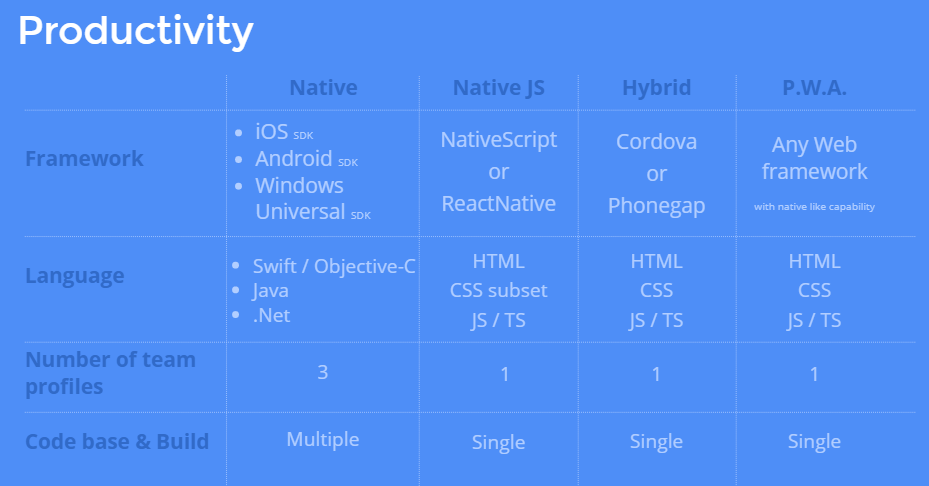 Productivity
Native Native JS Hybrid P.W.A.
Framework
• iOS SDK
• Android SDK
• Windows
Universal SDK
NativeScript
or
ReactNative
Cordova
or
Phonegap
Any Web
framework
with native like capability
Language
• Swift / Objective-C
• Java
• .Net
HTML
CSS subset
JS / TS
HTML
CSS
JS / TS
HTML
CSS
JS / TS
Number of team
profiles
3 1 1 1
Code base & Build Multiple Single Single Single